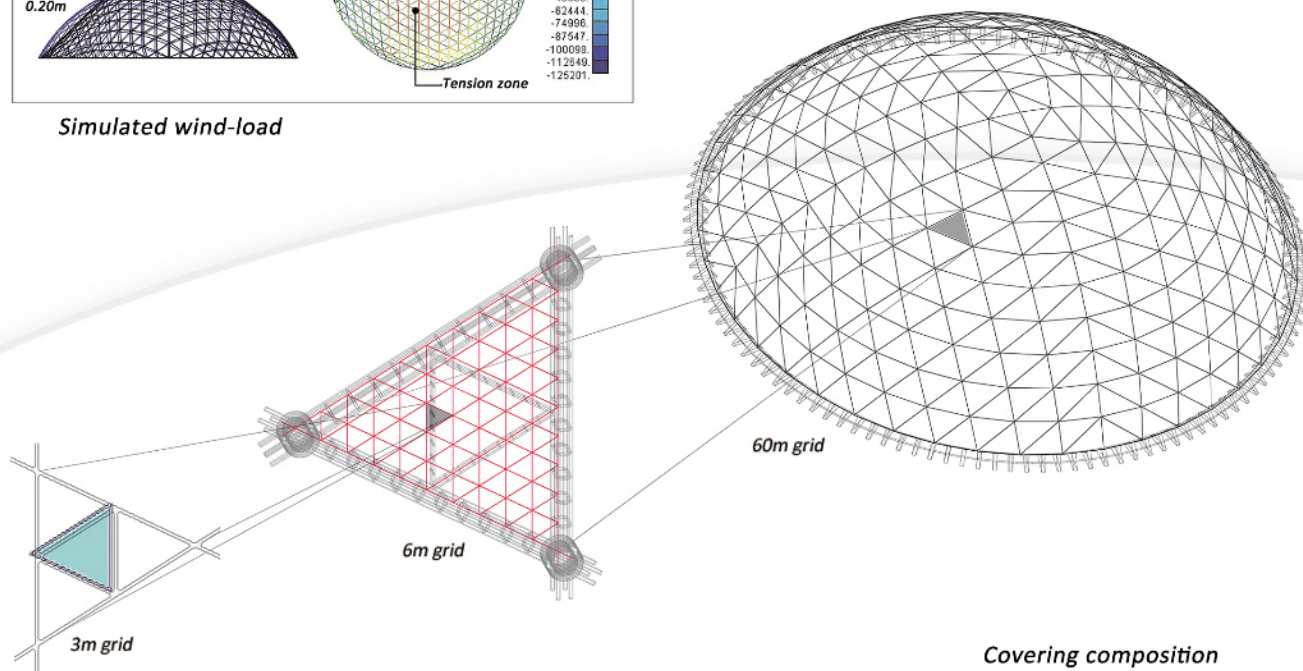 0.20m
-62444.
-74996.
-87547.
-100098.
-112649.
-125201.
Tension zone
Simulated wind-load
60m grid
6m grid
3m grid
Covering composition